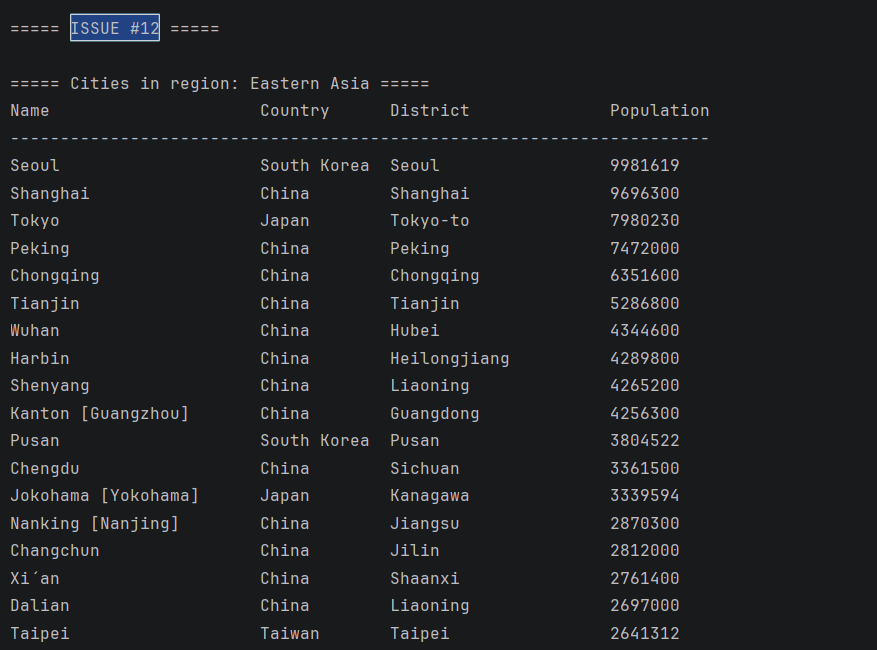 ===== ISSUE #12 =====
===== Cities in region: Eastern Asia =====
Name Country District Population
----------------------------------------------------------------------
Seoul South Korea Seoul 9981619
Shanghai China Shanghai 9696300
Tokyo Japan Tokyo-to 7980230
Peking China Peking 7472000
Chongqing China Chongqing 6351600
Tianjin China Tianjin 5286800
Wuhan China Hubei 4344600
Harbin China Heilongjiang 4289800
Shenyang China Liaoning 4265200
Kanton [Guangzhou] China Guangdong 4256300
Pusan South Korea Pusan 3804522
Chengdu China Sichuan 3361500
Jokohama [Yokohama] Japan Kanagawa 3339594
Nanking [Nanjing] China Jiangsu 2870300
Changchun China Jilin 2812000
Xi´an China Shaanxi 2761400
Dalian China Liaoning 2697000
Taipei Taiwan Taipei 2641312